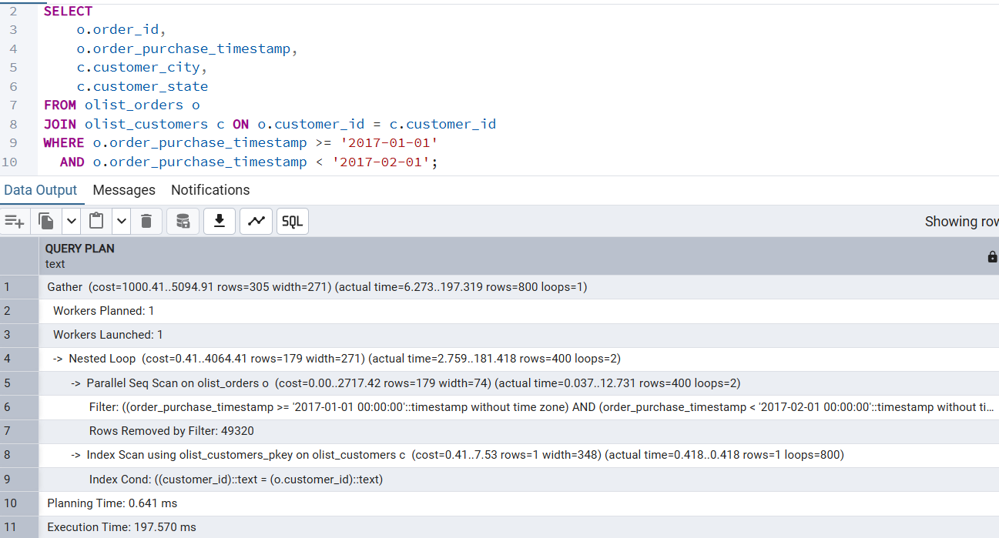 2 SELECT
3 o.order_id,
4 o.order_purchase_timestamp,
5 c.customer_city,
6 c.customer_state
7 FROM olist_orders o
8 JOIN olist_customers c ON o.customer_id = c.customer_id
9 WHERE o.order_purchase_timestamp >= '2017-01-01'
10 AND o.order_purchase_timestamp < '2017-02-01';
Data Output Messages Notifications
SQL Showing rov
QUERY PLAN
text
1 Gather (cost=1000.41..5094.91 rows=305 width=271) (actual time=6.273..197.319 rows=800 loops=1)
2 Workers Planned: 1
3 Workers Launched: 1
4 -> Nested Loop (cost=0.41..4064.41 rows=179 width=271) (actual time=2.759..181.418 rows=400 loops=2)
5 -> Parallel Seq Scan on olist_orders o (cost=0.00..2717.42 rows=179 width=74) (actual time=0.037..12.731 rows=400 loops=2)
6 Filter: ((order_purchase_timestamp >= '2017-01-01 00:00:00'::timestamp without time zone) AND (order_purchase_timestamp < '2017-02-01 00:00:00'::timestamp without ti...
7 Rows Removed by Filter: 49320
8 -> Index Scan using olist_customers_pkey on olist_customers c (cost=0.41..7.53 rows=1 width=348) (actual time=0.418..0.418 rows=1 loops=800)
9 Index Cond: ((customer_id)::text = (o.customer_id)::text)
10 Planning Time: 0.641 ms
11 Execution Time: 197.570 ms